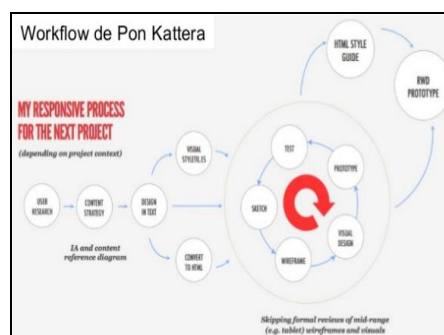 Workflow de Pon Kattera
HTML STYLE
GUIDE
RWD
PROTOTYPE
MY RESPONSIVE PROCESS
FOR THE NEXT PROJECT
(depending on project context)
VISUAL
TEST
PROTOTYPE
USER
RESEARCH
CONTENT
STRATEGY
DESIGN
IN TEXT
SKETCH
VISUAL
DESIGN
WIREFRAME
IA and content
reference diagram
CONVERT
TO HTML
Skipping formal reviews of mid-range
(e.g. tablet) wireframes and visuals